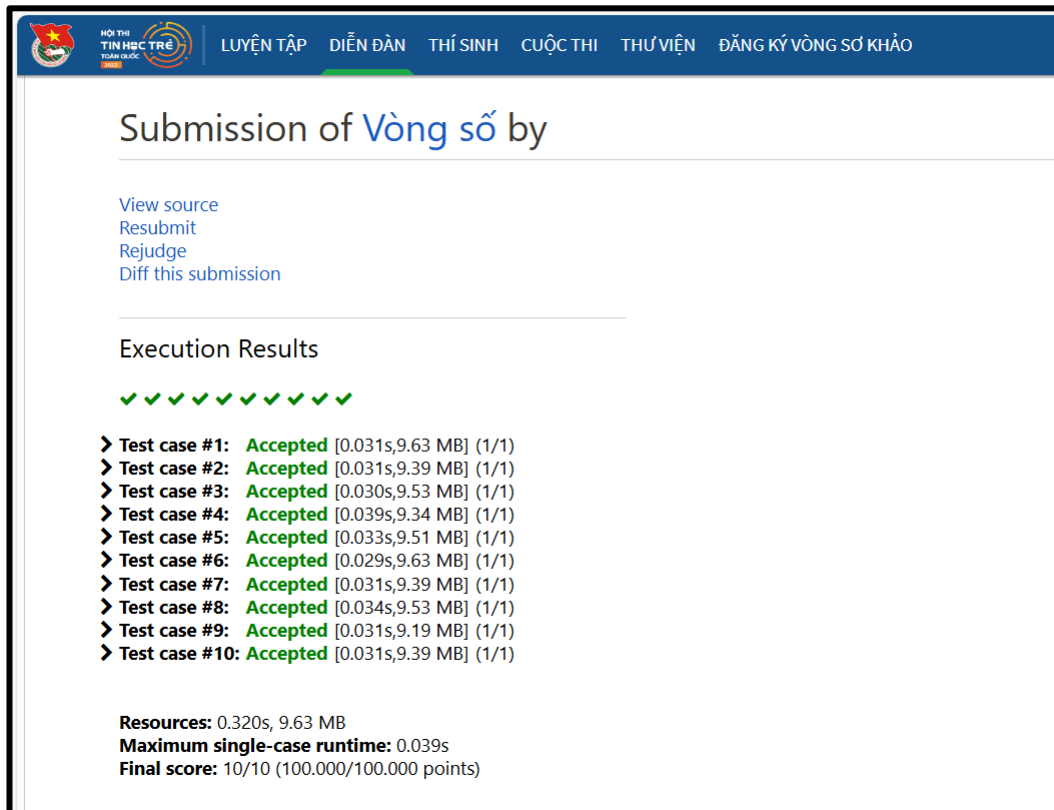 HỘI THI
TIN HỌC TRẺ
TOÀN QUỐC
2022
LUYỆN TẬP DIỄN ĐÀN THÍ SINH CUỘC THI THƯ VIỆN ĐĂNG KÝ VÒNG SƠ KHẢO
Submission of Vòng số by
View source
Resubmit
Rejudge
Diff this submission
Execution Results
Test case #1: Accepted [0.031s,9.63 MB] (1/1)
Test case #2: Accepted [0.031s,9.39 MB] (1/1)
Test case #3: Accepted [0.030s,9.53 MB] (1/1)
Test case #4: Accepted [0.039s,9.34 MB] (1/1)
Test case #5: Accepted [0.033s,9.51 MB] (1/1)
Test case #6: Accepted [0.029s,9.63 MB] (1/1)
Test case #7: Accepted [0.031s,9.39 MB] (1/1)
Test case #8: Accepted [0.034s,9.53 MB] (1/1)
Test case #9: Accepted [0.031s,9.19 MB] (1/1)
Test case #10: Accepted [0.031s,9.39 MB] (1/1)
Resources: 0.320s, 9.63 MB
Maximum single-case runtime: 0.039s
Final score: 10/10 (100.000/100.000 points)